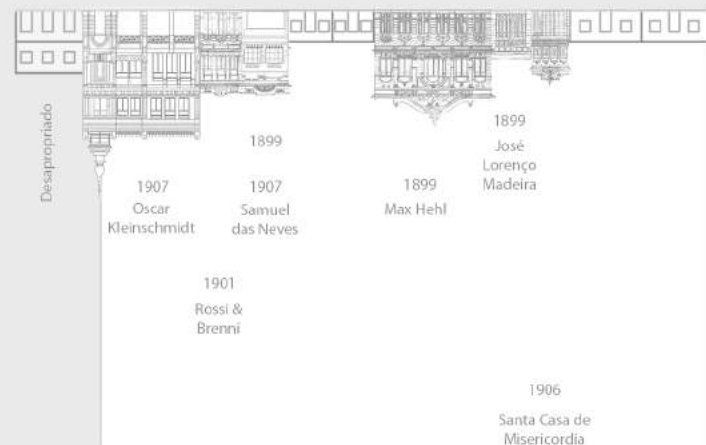 Desapropriado
1907
Oscar
Kleinschmidt
1899
1907
Samuel
das Neves
1901
Rossi &
Brenni
1899
Max Hehl
1899
José
Lorenço
Madeira
1906
Santa Casa de
Misericordia